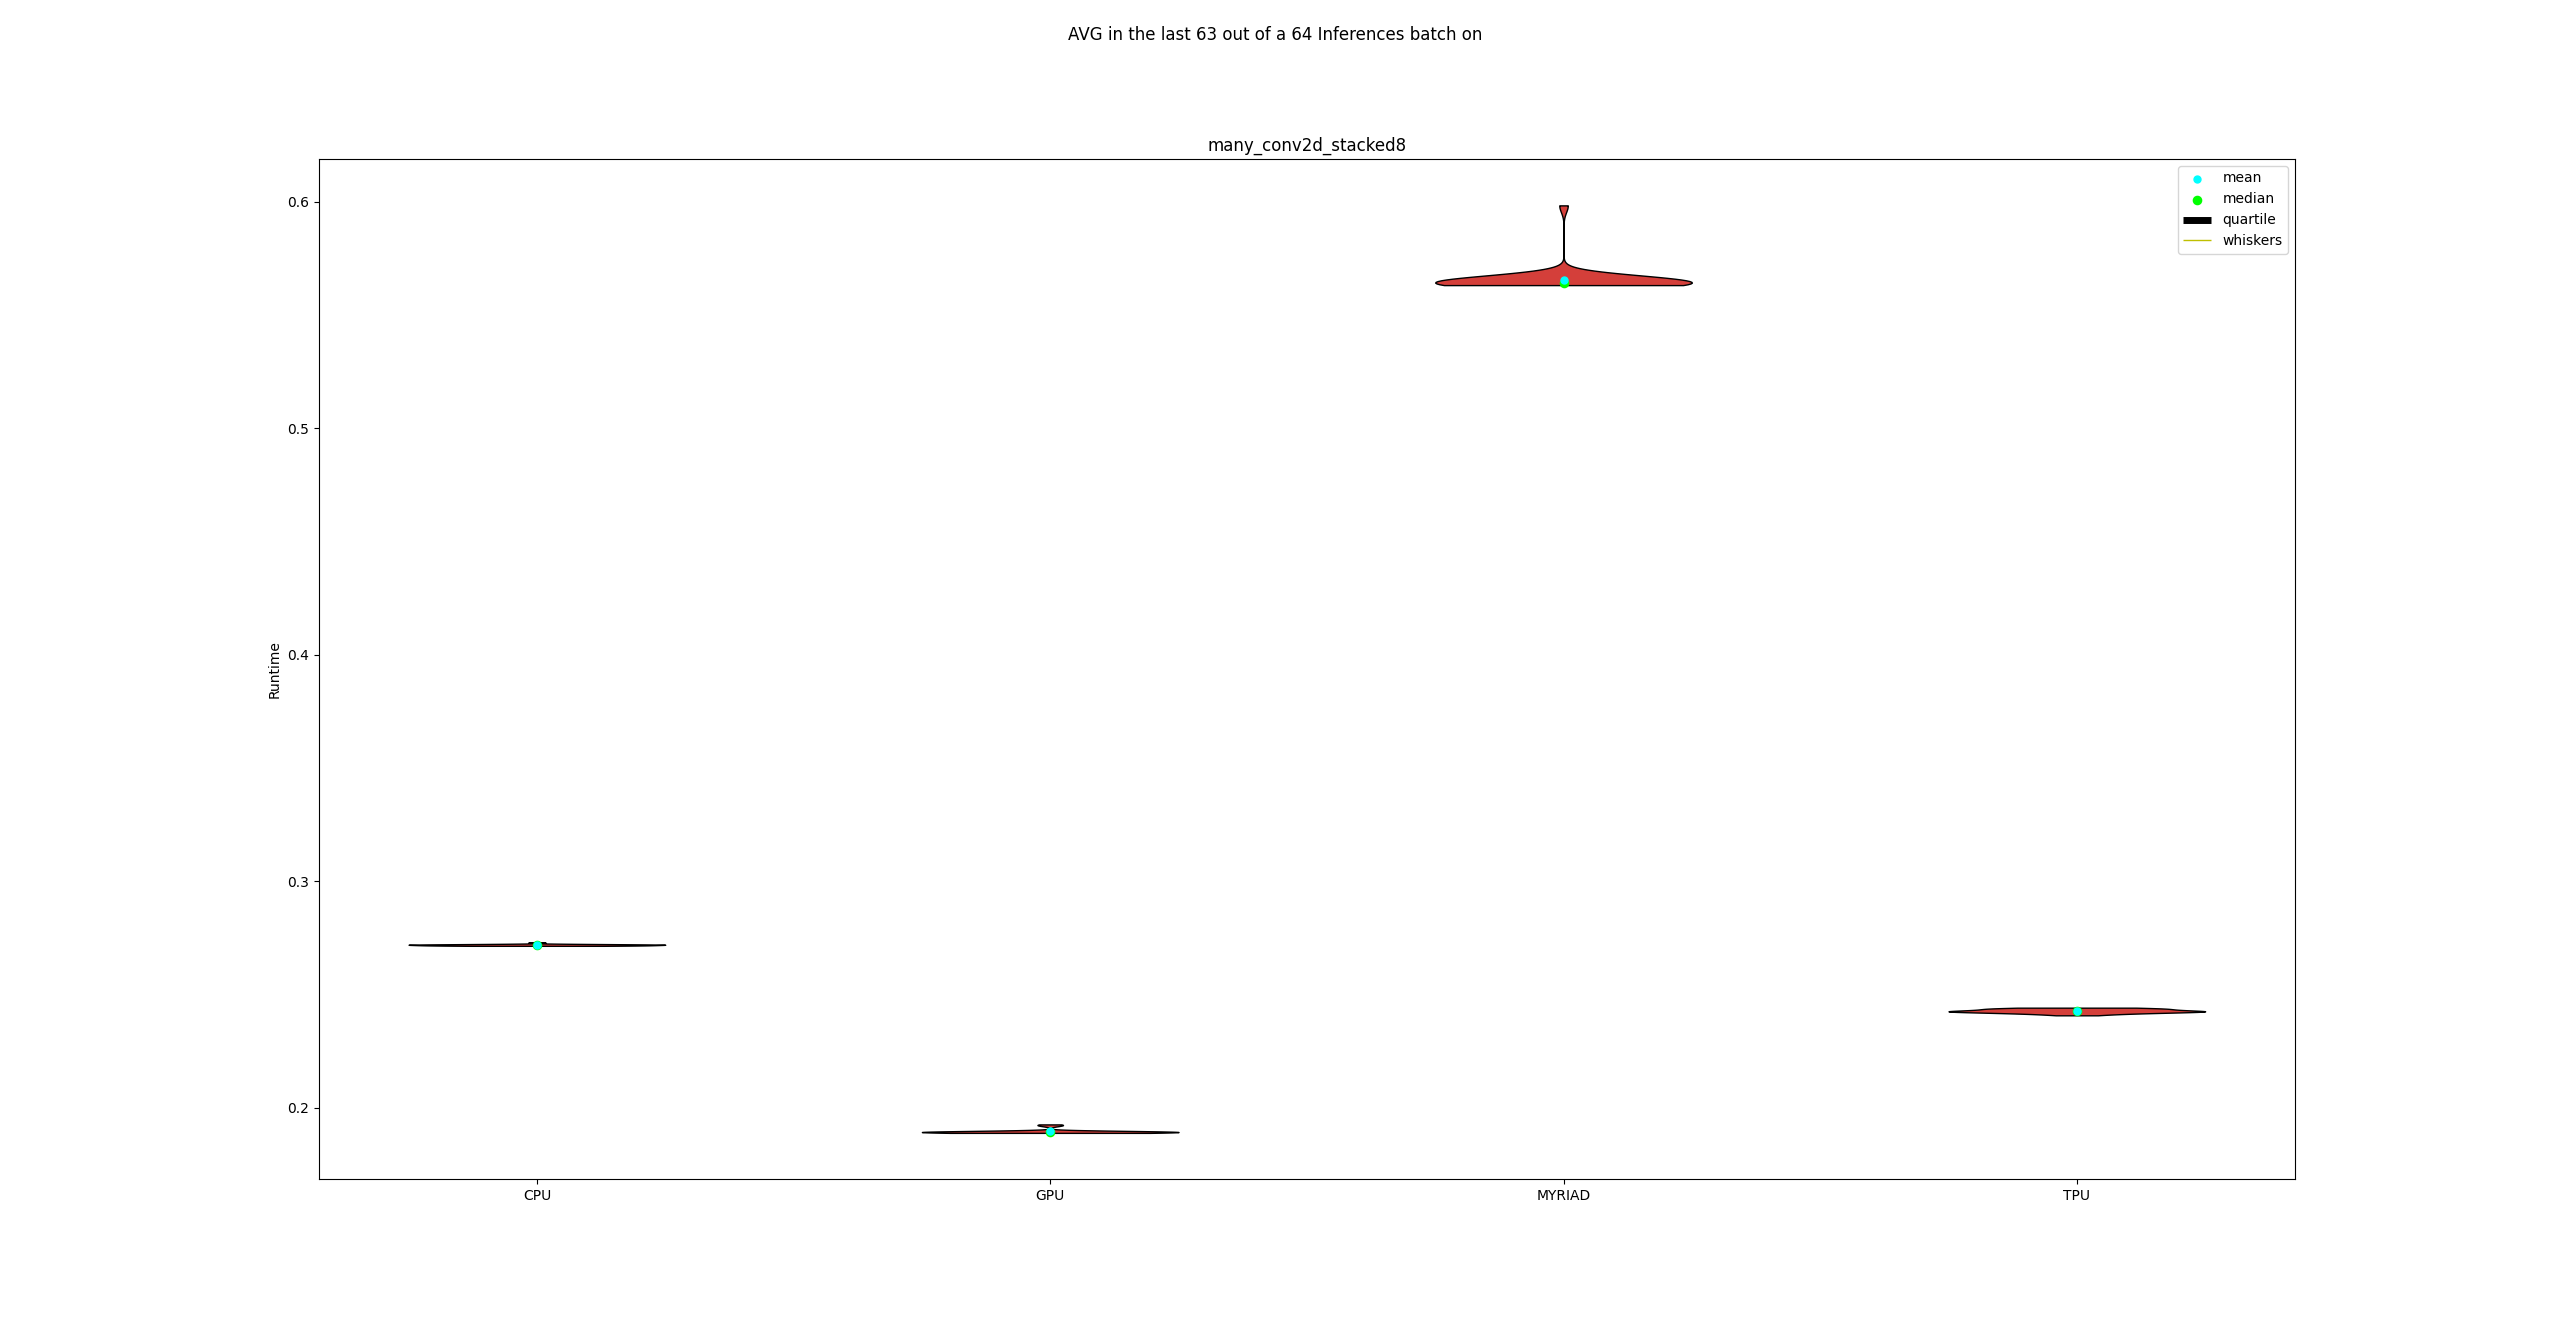 AVG in the last 63 out of a 64 Inferences batch on
many_conv2d_stacked8
mean
median
quartile
whiskers
0.6
0.5
0.4
0.3
0.2
Runtime
CPU
GPU
MYRIAD
TPU